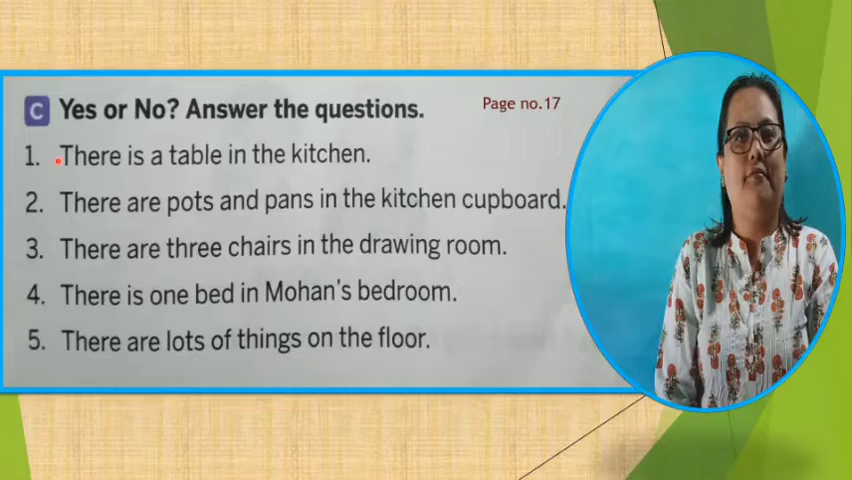 C Yes or No? Answer the questions.
Page no.17
1. There is a table in the kitchen.
2. There are pots and pans in the kitchen cupboard.
3. There are three chairs in the drawing room.
4. There is one bed in Mohan's bedroom.
5. There are lots of things on the floor.